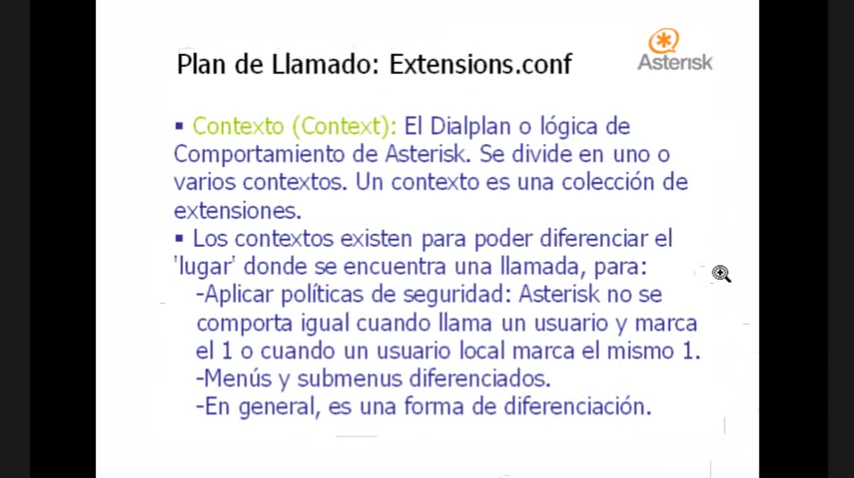 Plan de Llamado: Extensions.conf
Asterisk
▪ Contexto (Context): El Dialplan o lógica de
Comportamiento de Asterisk. Se divide en uno o
varios contextos. Un contexto es una colección de
extensiones.
▪ Los contextos existen para poder diferenciar el
'lugar' donde se encuentra una llamada, para:
-Aplicar políticas de seguridad: Asterisk no se
comporta igual cuando llama un usuario y marca
el 1 o cuando un usuario local marca el mismo 1.
-Menús y submenus diferenciados.
-En general, es una forma de diferenciación.